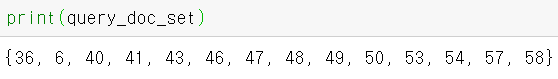 print(query_doc_set)
{36, 6, 40, 41, 43, 46, 47, 48, 49, 50, 53, 54, 57, 58}